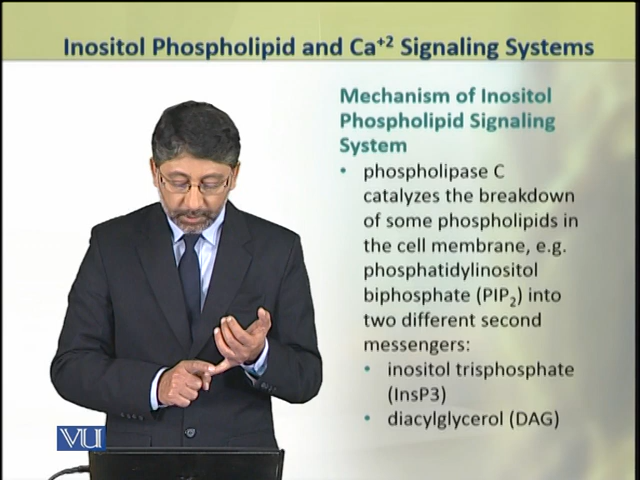 Inositol Phospholipid and Ca⁺² Signaling Systems
Mechanism of Inositol
Phospholipid Signaling
System
• phospholipase C
catalyzes the breakdown
of some phospholipids in
the cell membrane, e.g.
phosphatidylinositol
biphosphate (PIP₂) into
two different second
messengers:
• inositol trisphosphate
(InsP3)
• diacylglycerol (DAG)
VU